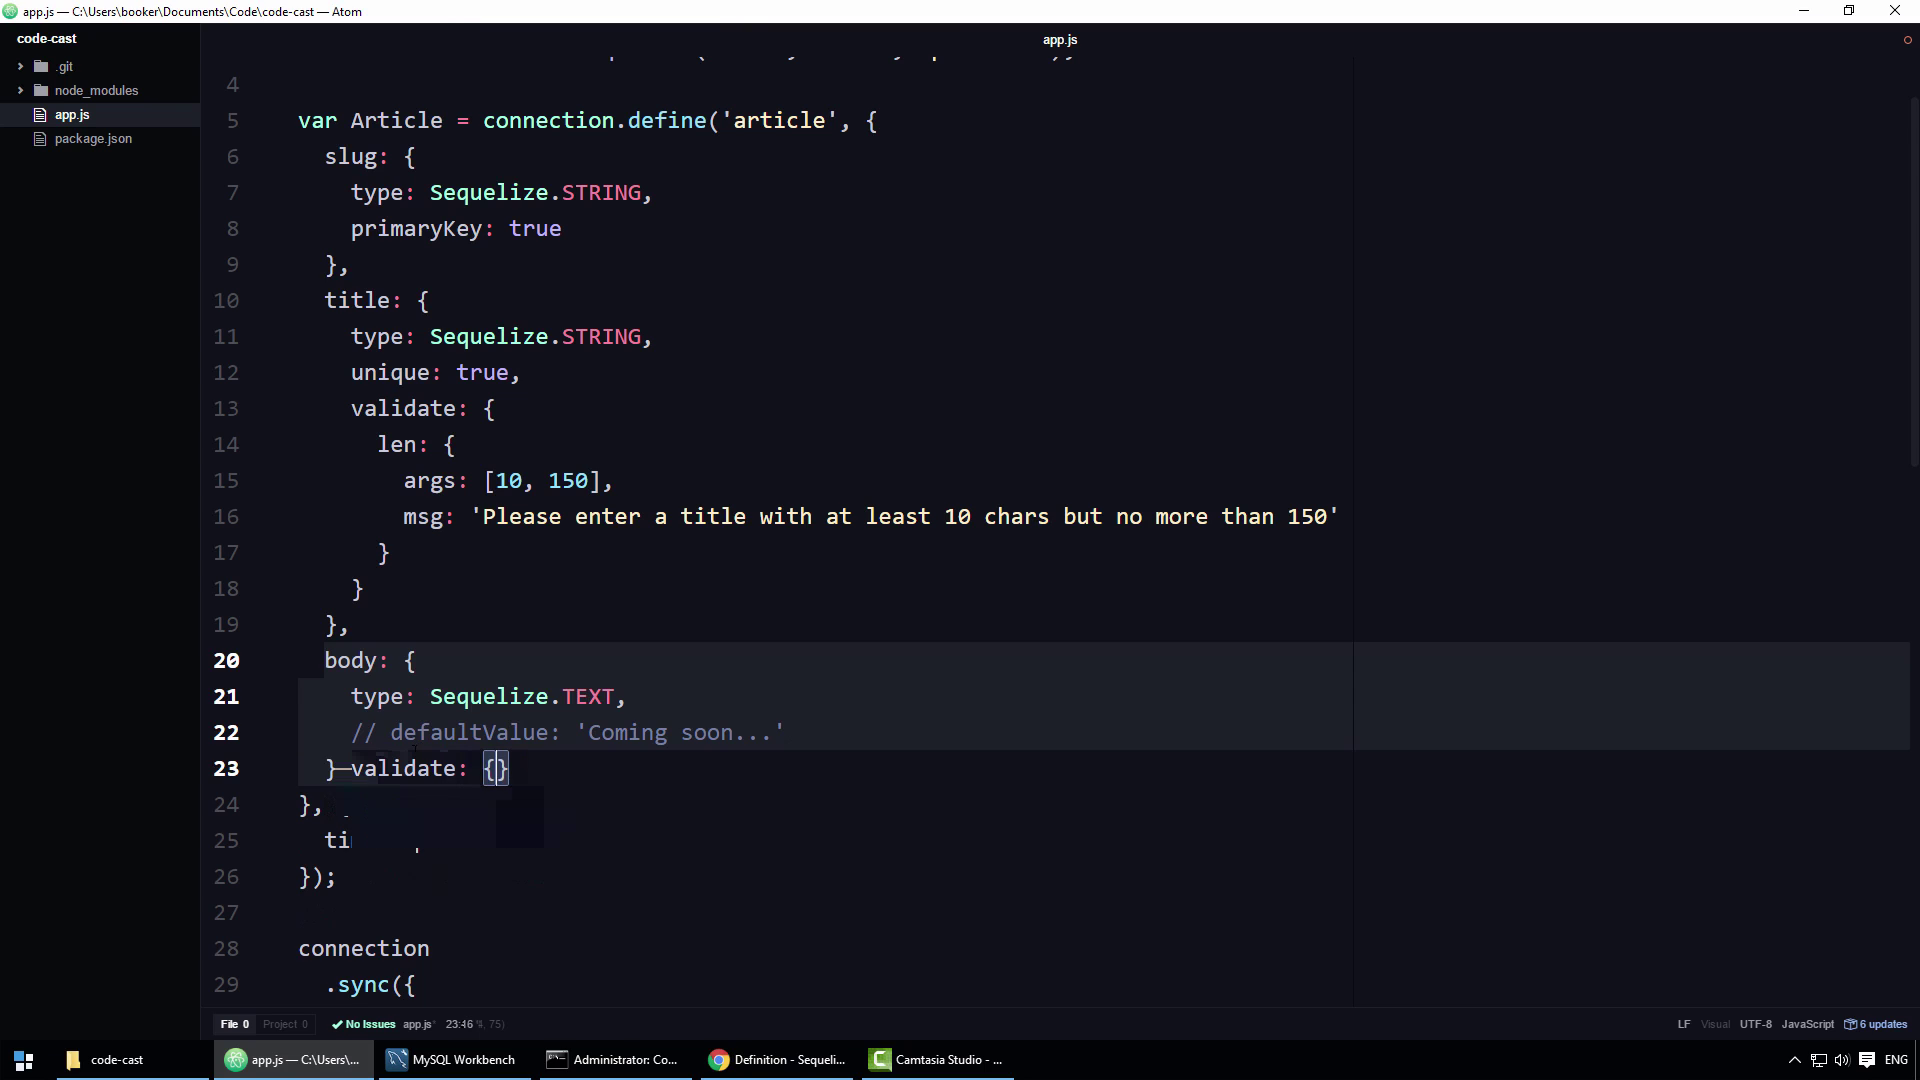 app.js — C:\Users\booker\Documents\Code\code-cast — Atom
code-cast
.git
node_modules
app.js
package.json
app.js
4
5 var Article = connection.define('article', {
6 slug: {
7 type: Sequelize.STRING,
8 primaryKey: true
9 },
10 title: {
11 type: Sequelize.STRING,
12 unique: true,
13 validate: {
14 len: {
15 args: [10, 150],
16 msg: 'Please enter a title with at least 10 chars but no more than 150'
17 }
18 }
19 },
20 body: {
21 type: Sequelize.TEXT,
22 // defaultValue: 'Coming soon...'
23 } validate: {}
24 },
25
26 });
27
28 connection
29 .sync({
File 0 Project 0 No Issues app.js LF Visual UTF-8 JavaScript 6 updates
code-cast app.js — C:\Users\... MySQL Workbench Administrator: Co... Definition - Sequeli... Camtasia Studio - ... ENG